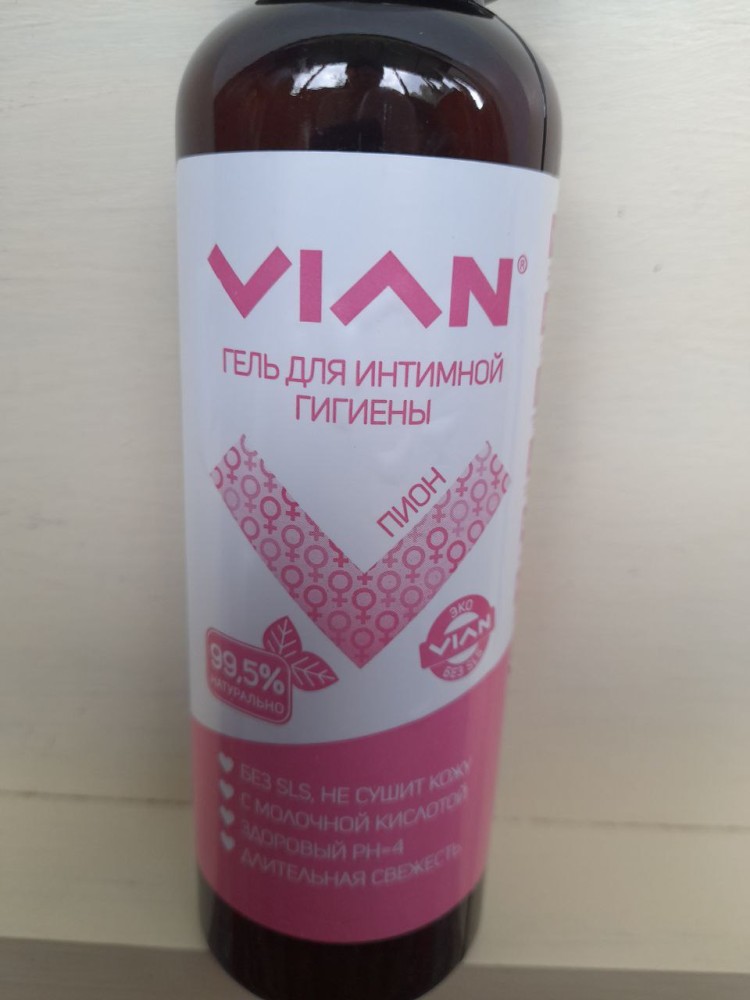 VIAN®
ГЕЛЬ ДЛЯ ИНТИМНОЙ
ГИГИЕНЫ
ПИОН
99,5%
НАТУРАЛЬНО
ЭКО
VIAN
БЕЗ SLS
БЕЗ SLS, НЕ СУШИТ КОЖУ
С МОЛОЧНОЙ КИСЛОТОЙ
ЗДОРОВЫЙ PH=4
ДЛИТЕЛЬНАЯ СВЕЖЕСТЬ